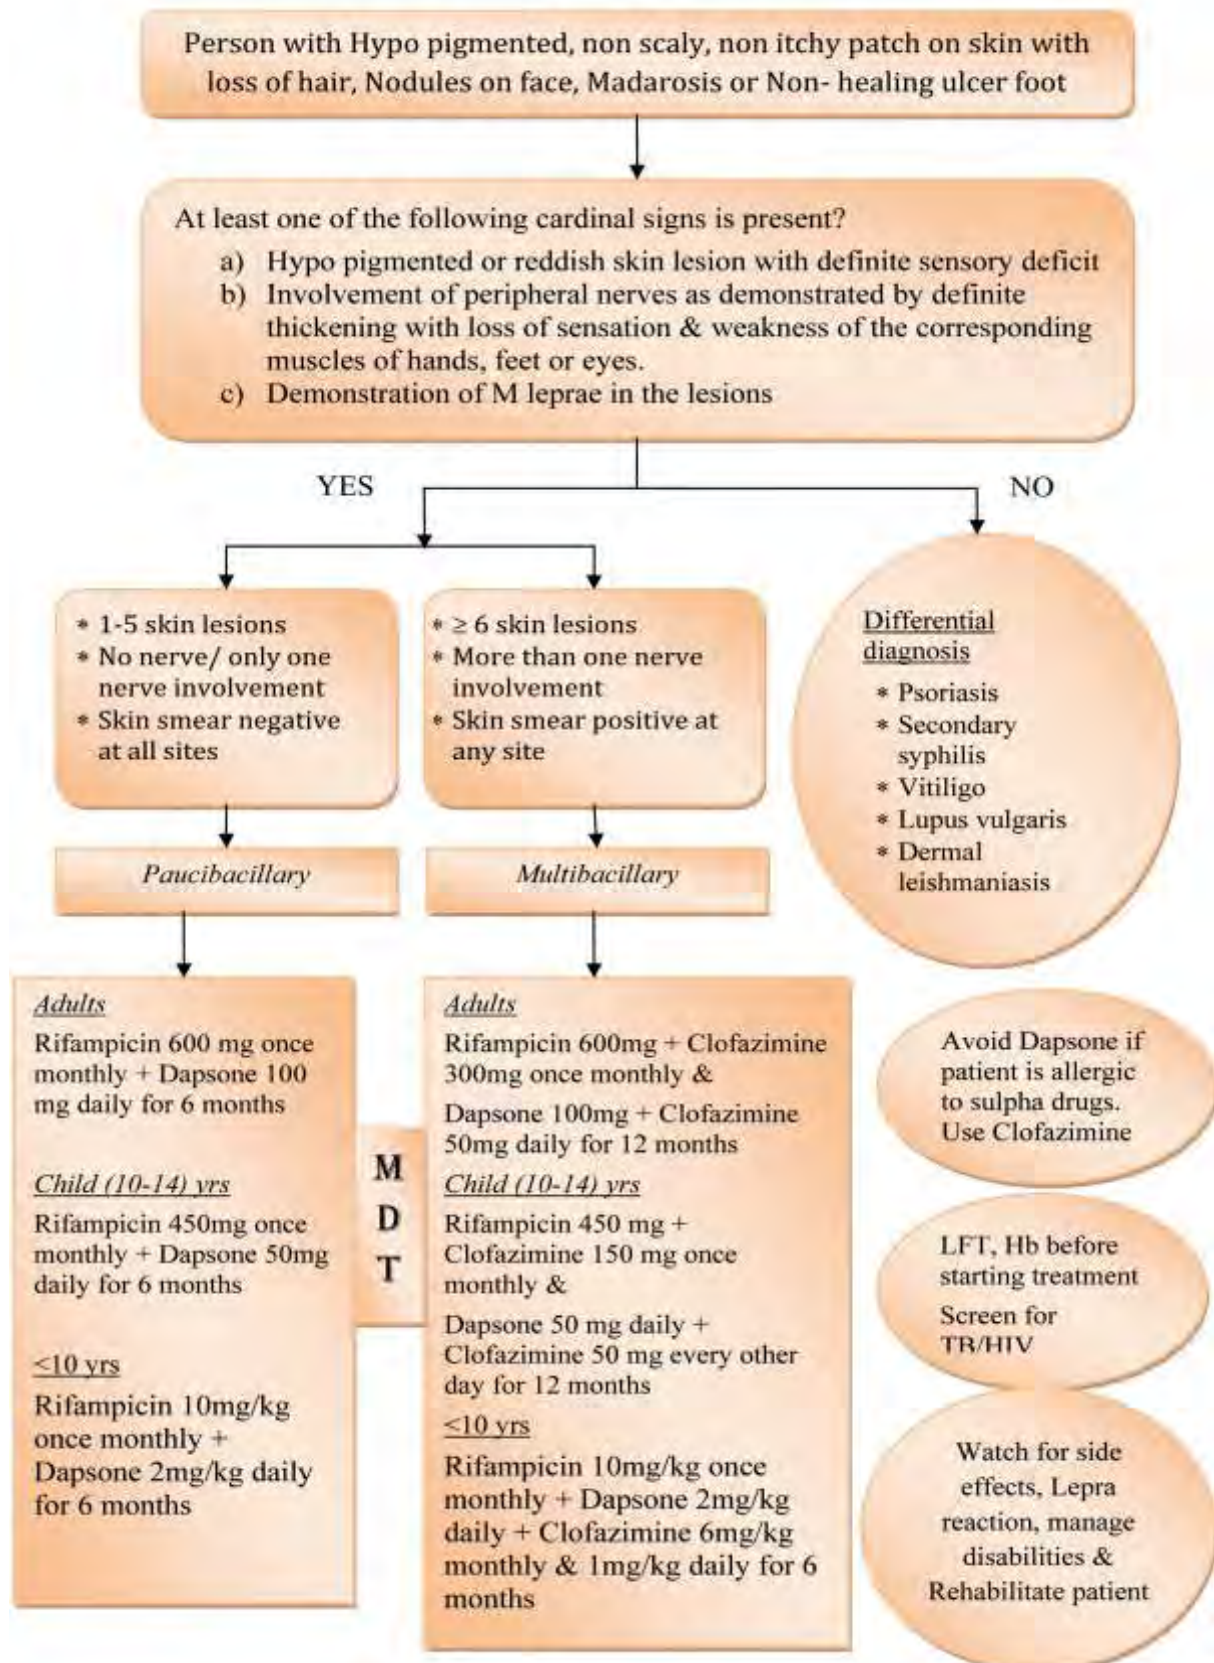 Person with Hypo pigmented, non scaly, non itchy patch on skin with
loss of hair, Nodules on face, Madarosis or Non- healing ulcer foot
At least one of the following cardinal signs is present?
a) Hypo pigmented or reddish skin lesion with definite sensory deficit
b) Involvement of peripheral nerves as demonstrated by definite
thickening with loss of sensation & weakness of the corresponding
muscles of hands, feet or eyes.
c) Demonstration of M leprae in the lesions
YES
NO
* 1-5 skin lesions
* No nerve/ only one
nerve involvement
* Skin smear negative
at all sites
* ≥ 6 skin lesions
* More than one nerve
involvement
* Skin smear positive at
any site
Differential
diagnosis
* Psoriasis
* Secondary
syphilis
* Vitiligo
* Lupus vulgaris
* Dermal
leishmaniasis
Paucibacillary
Multibacillary
Adults
Rifampicin 600 mg once
monthly + Dapsone 100
mg daily for 6 months
Child (10-14) yrs
Rifampicin 450mg once
monthly + Dapsone 50mg
daily for 6 months
<10 yrs
Rifampicin 10mg/kg
once monthly +
Dapsone 2mg/kg daily
for 6 months
M
D
T
Adults
Rifampicin 600mg + Clofazimine
300mg once monthly &
Dapsone 100mg + Clofazimine
50mg daily for 12 months
Child (10-14) yrs
Rifampicin 450 mg +
Clofazimine 150 mg once
monthly &
Dapsone 50 mg daily +
Clofazimine 50 mg every other
day for 12 months
<10 yrs
Rifampicin 10mg/kg once
monthly + Dapsone 2mg/kg
daily + Clofazimine 6mg/kg
monthly & 1mg/kg daily for 6
months
Avoid Dapsone if
patient is allergic
to sulpha drugs.
Use Clofazimine
LFT, Hb before
starting treatment
Screen for
TB/HIV
Watch for side
effects, Lepra
reaction, manage
disabilities &
Rehabilitate patient